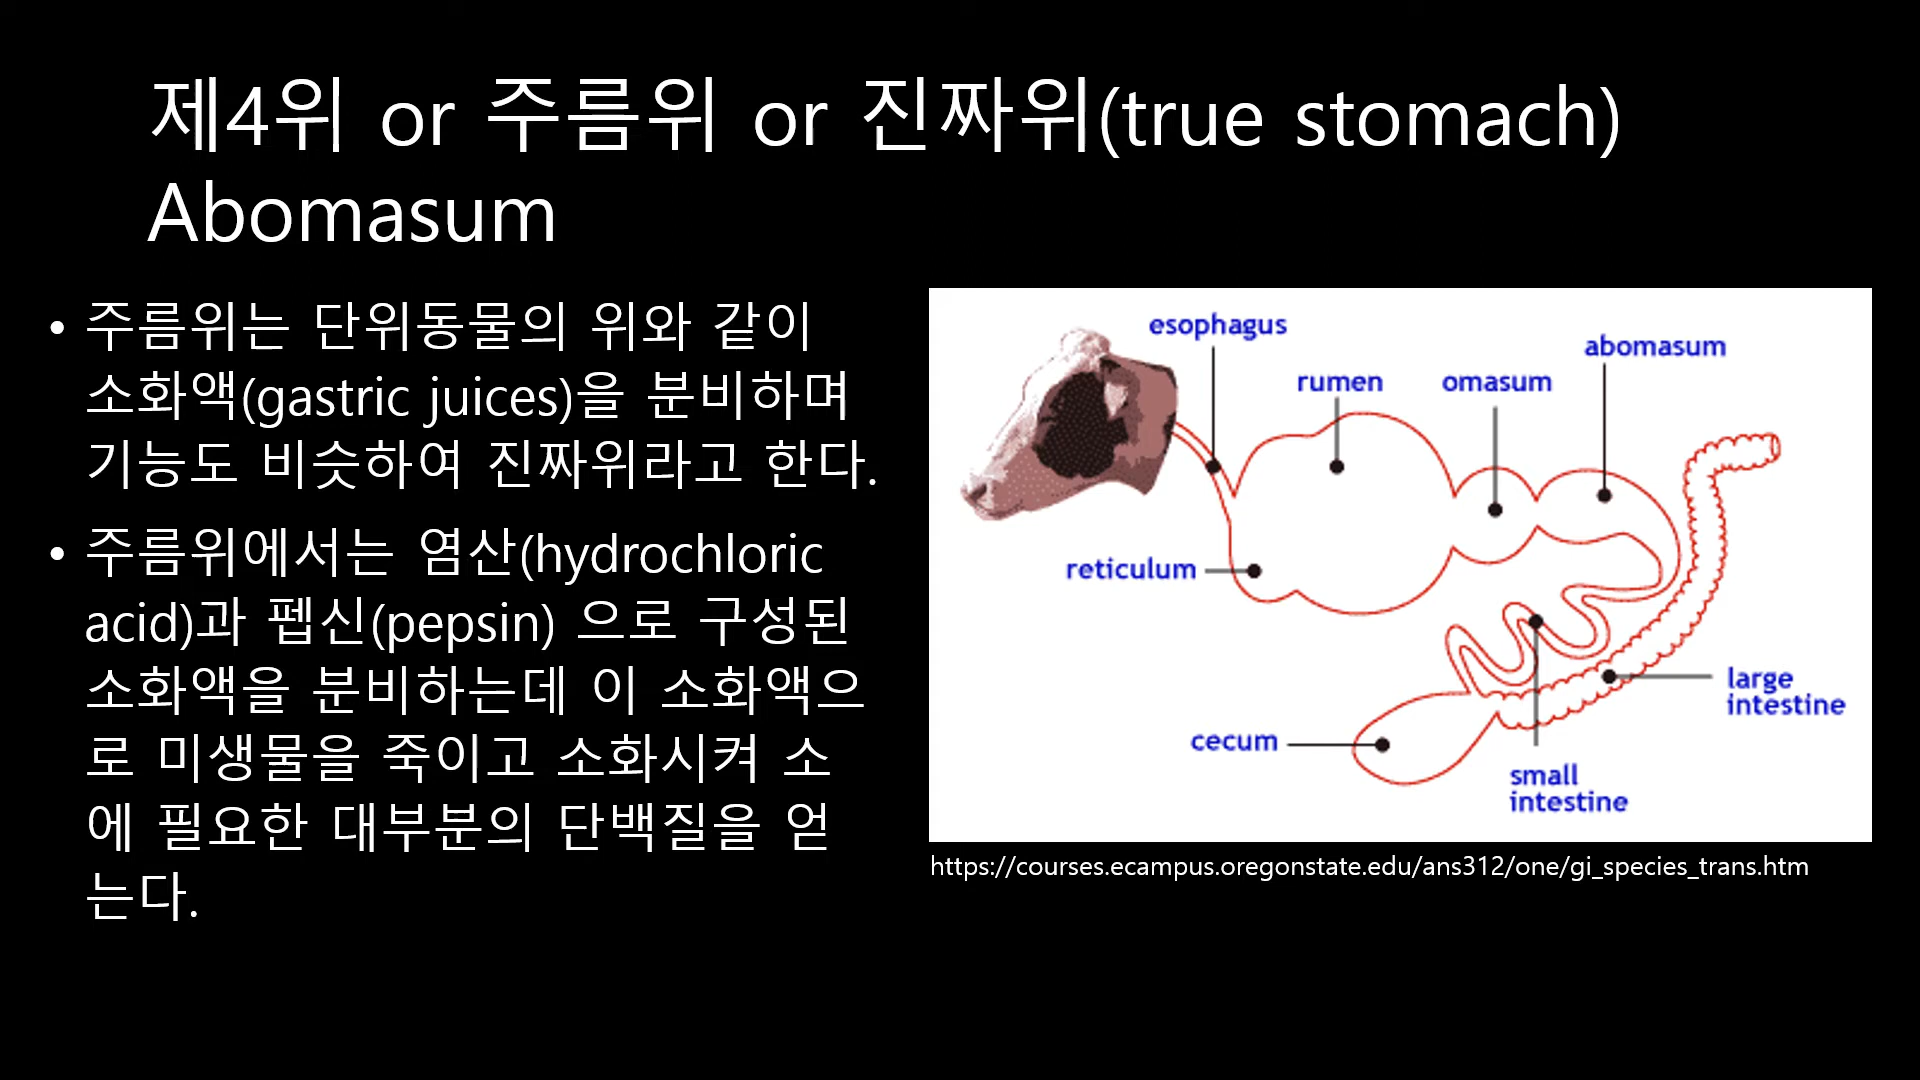 제4위 or 주름위 or 진짜위(true stomach)
Abomasum
• 주름위는 단위동물의 위와 같이
소화액(gastric juices)을 분비하며
기능도 비슷하여 진짜위라고 한다.
• 주름위에서는 염산(hydrochloric
acid)과 펩신(pepsin) 으로 구성된
소화액을 분비하는데 이 소화액으
로 미생물을 죽이고 소화시켜 소
에 필요한 대부분의 단백질을 얻
는다.
esophagus
rumen
omasum
abomasum
reticulum
large
intestine
cecum
small
intestine
https://courses.ecampus.oregonstate.edu/ans312/one/gi_species_trans.htm